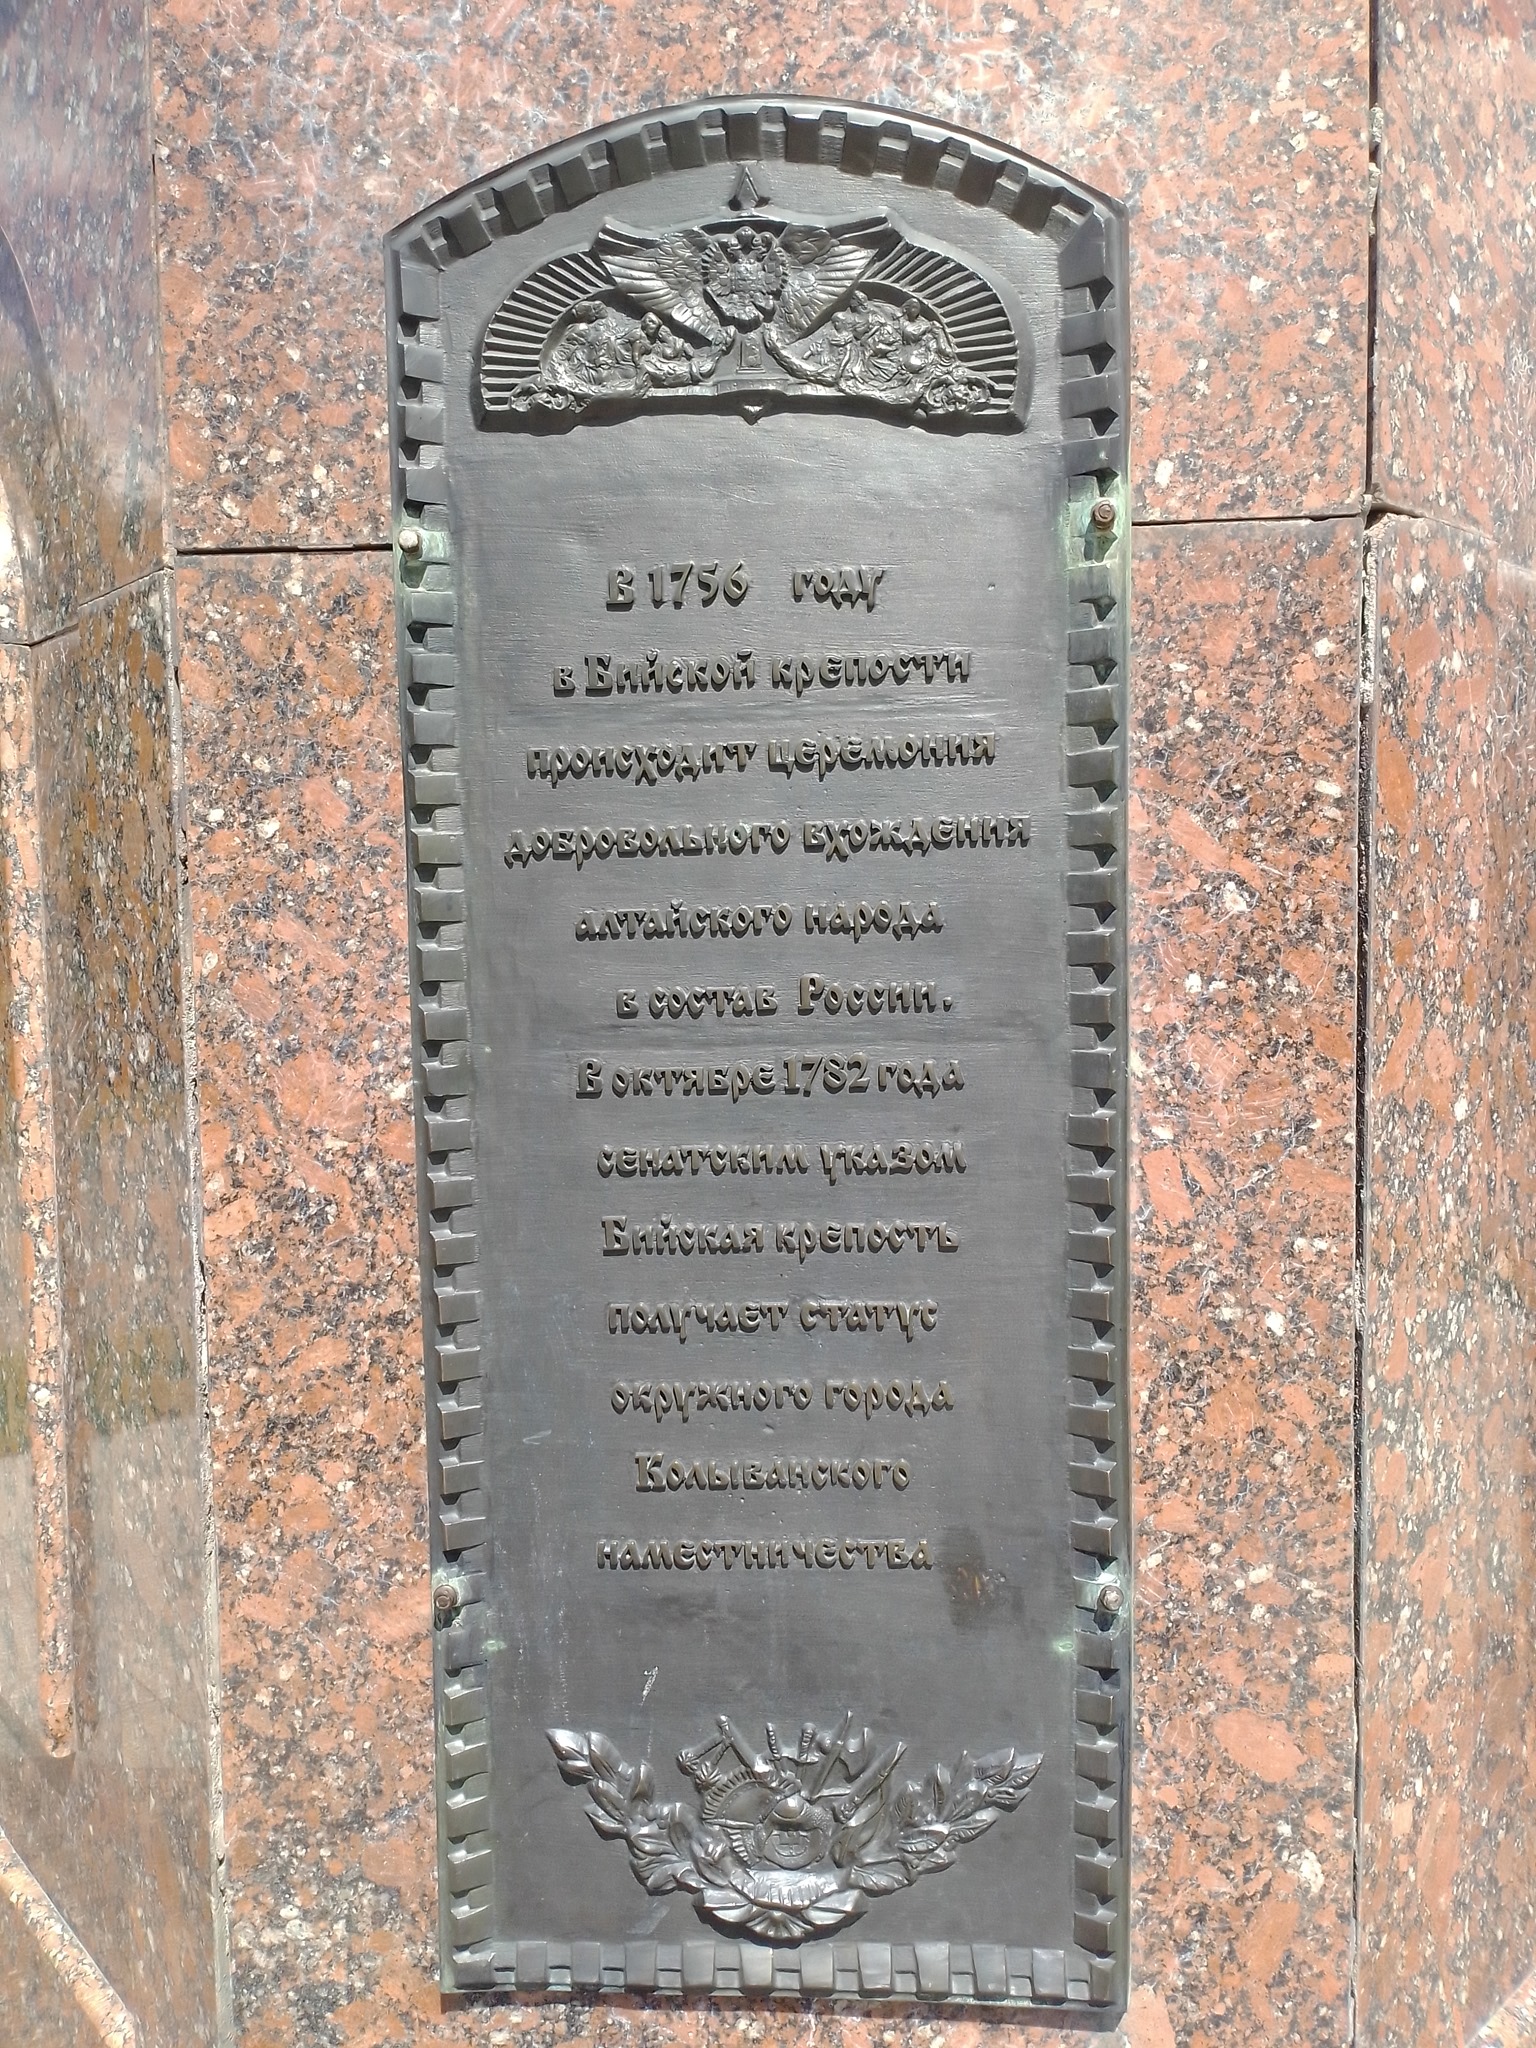 В 1756 году
в Бийской крепости
происходит церемония
добровольного вхождения
алтайского народа
в состав России.
В октябре 1782 года
сенатским указом
Бийская крепость
получает статус
окружного города
Колыванского
наместничества